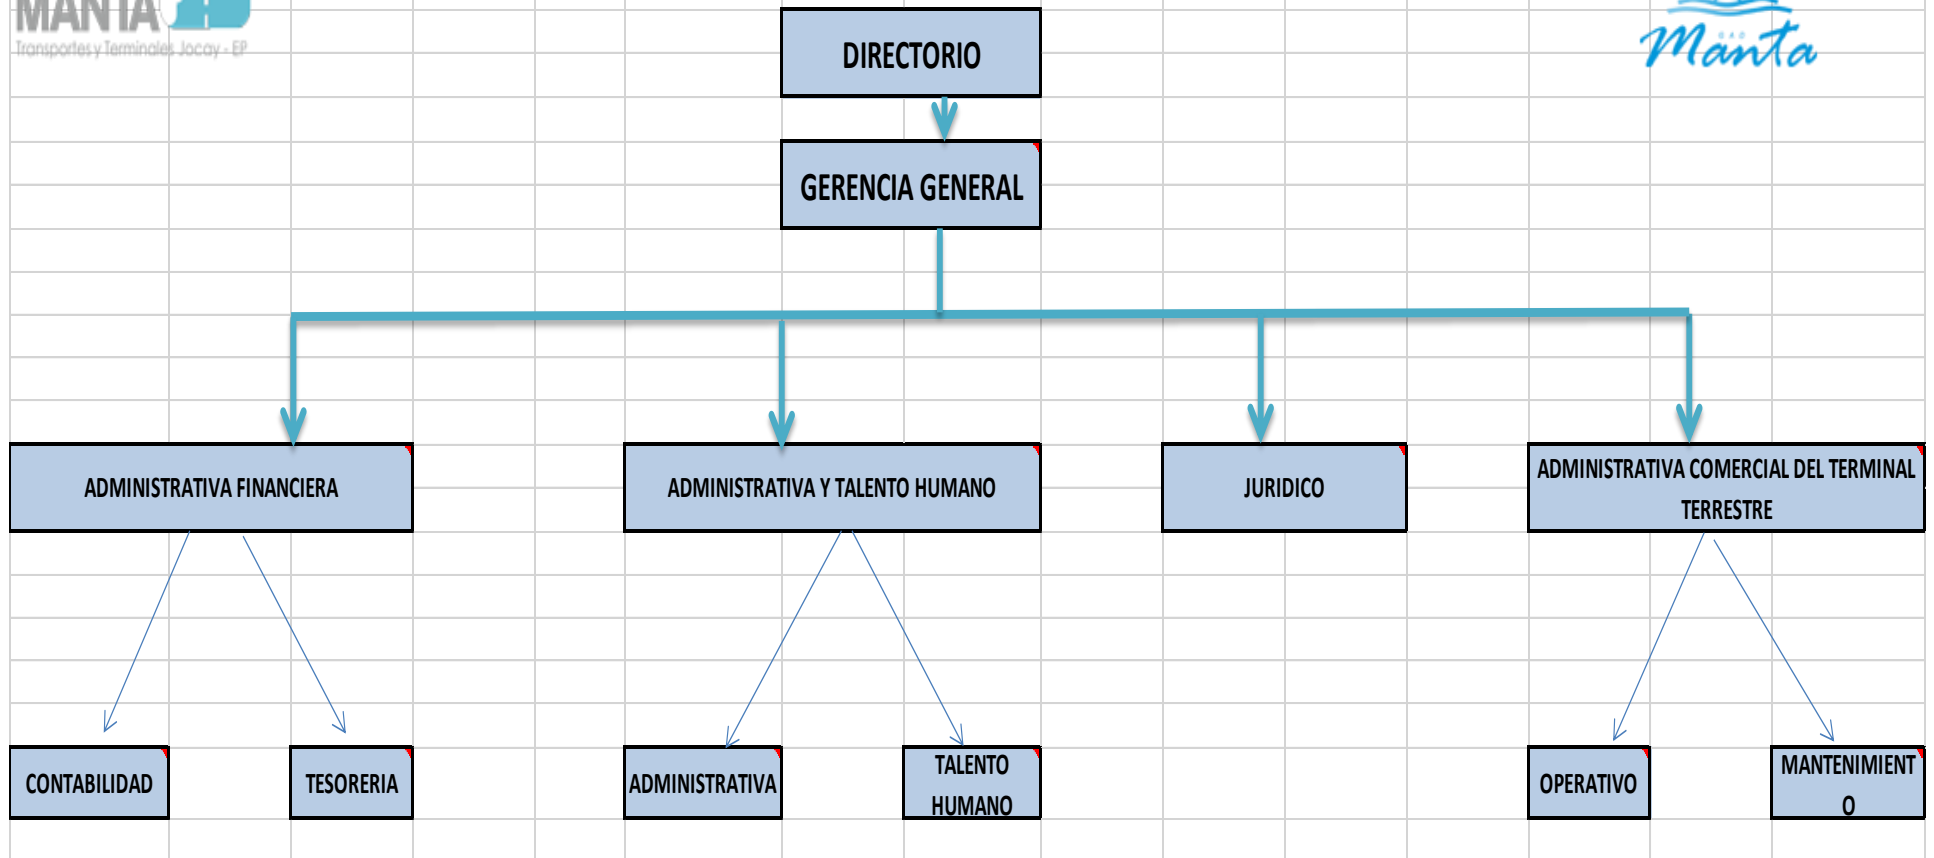 MANTA
Transportes y Terminales Jocay - EP
GAD
Manta
DIRECTORIO
GERENCIA GENERAL
ADMINISTRATIVA FINANCIERA
ADMINISTRATIVA Y TALENTO HUMANO
JURIDICO
ADMINISTRATIVA COMERCIAL DEL TERMINAL
TERRESTRE
CONTABILIDAD
TESORERIA
ADMINISTRATIVA
TALENTO
HUMANO
OPERATIVO
MANTENIMIENT
O